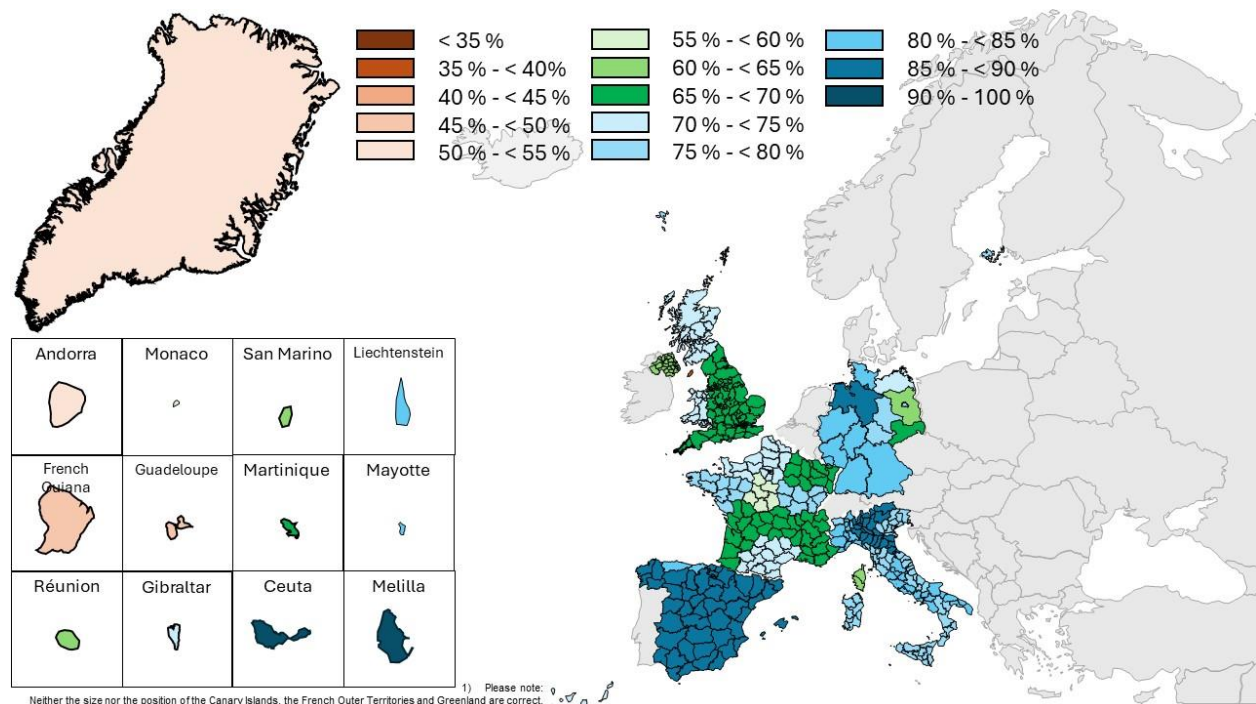 < 35 %
35 % - < 40%
40 % - < 45 %
45 % - < 50 %
50 % - < 55 %
55 % - < 60 %
60 % - < 65 %
65 % - < 70 %
70 % - < 75 %
75 % - < 80 %
80 % - < 85 %
85 % - < 90 %
90 % - 100 %
Andorra
Monaco
San Marino
Liechtenstein
French
Guiana
Guadeloupe
Martinique
Mayotte
Réunion
Gibraltar
Ceuta
Melilla
1) Please note:
Neither the size nor the position of the Canary Islands, the French Outer Territories and Greenland are correct.